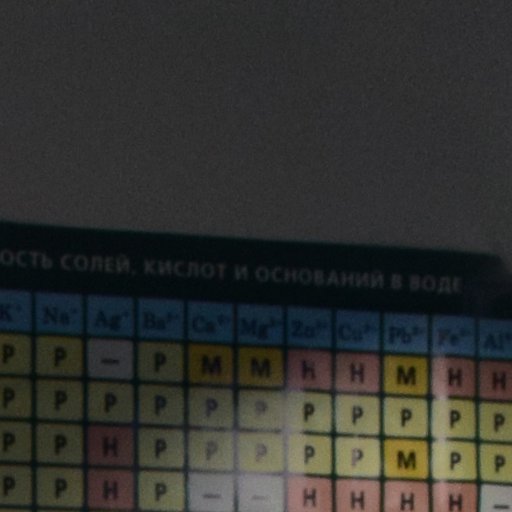 ОСТЬ СОЛЕЙ, КИСЛОТ И ОСНОВАНИЙ В ВОДЕ
K⁺ Na⁺ Ag⁺ Ba²⁺ Ca²⁺ Mg²⁺ Zn²⁺ Cu²⁺ Pb²⁺ Fe²⁺ Al³⁺
Р Р — Р М М Н Н М Н Н
Р Р Р Р Р Р Р Р Р Р Р
Р Р Н Р Р Р Р Р М Р Р
Р Р Н Р — — Н Н Н Н —